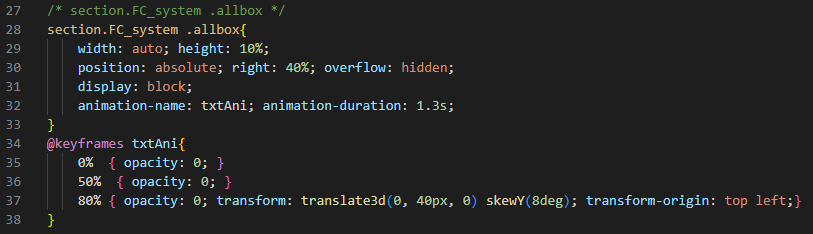 27 /* section.FC_system .allbox */
28 section.FC_system .allbox{
29 width: auto; height: 10%;
30 position: absolute; right: 40%; overflow: hidden;
31 display: block;
32 animation-name: txtAni; animation-duration: 1.3s;
33 }
34 @keyframes txtAni{
35 0%  { opacity: 0; }
36 50%  { opacity: 0; }
37 80% { opacity: 0; transform: translate3d(0, 40px, 0) skewY(8deg); transform-origin: top left;}
38 }